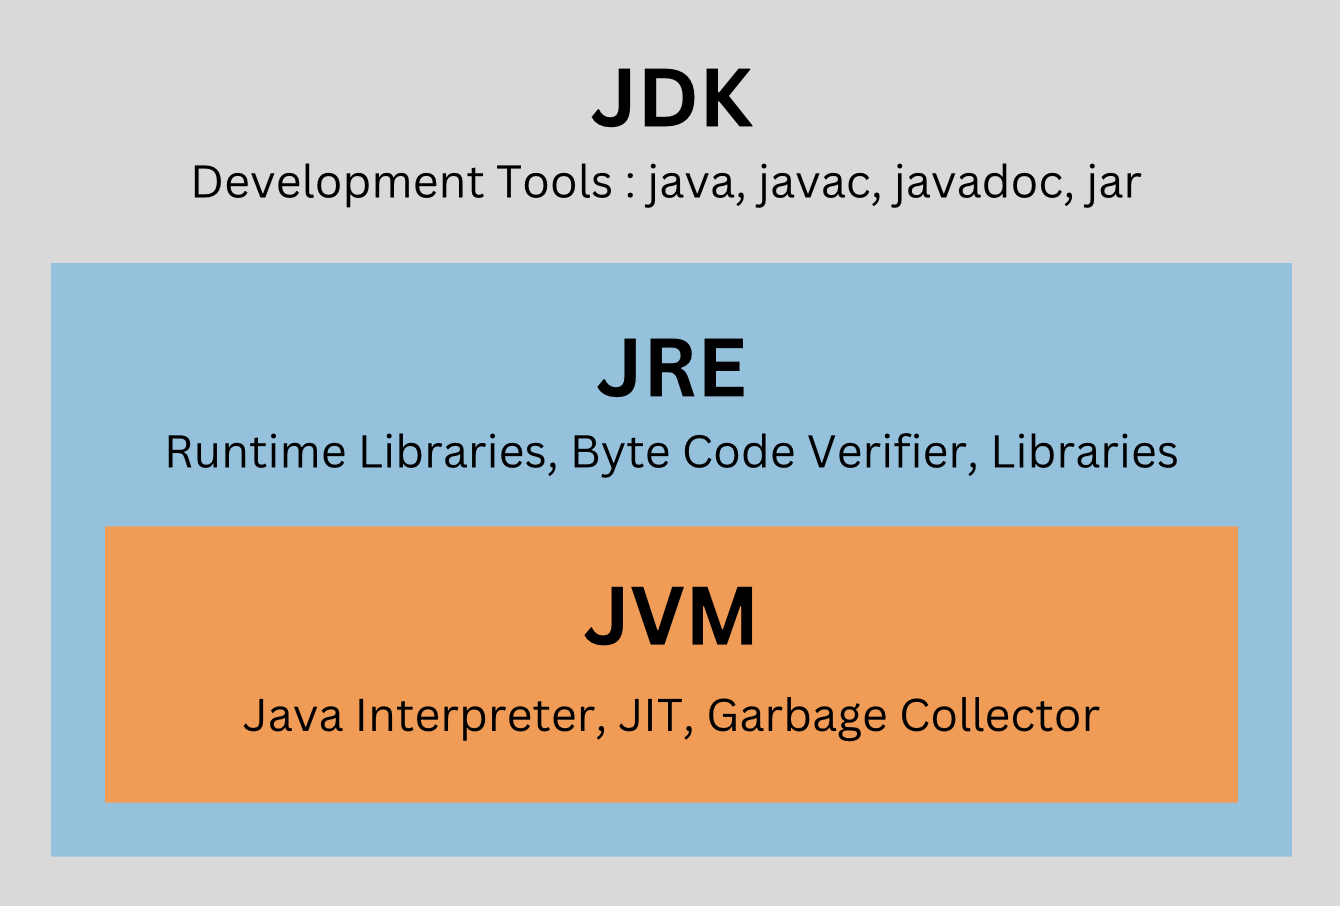 JDK
Development Tools : java, javac, javadoc, jar
JRE
Runtime Libraries, Byte Code Verifier, Libraries
JVM
Java Interpreter, JIT, Garbage Collector